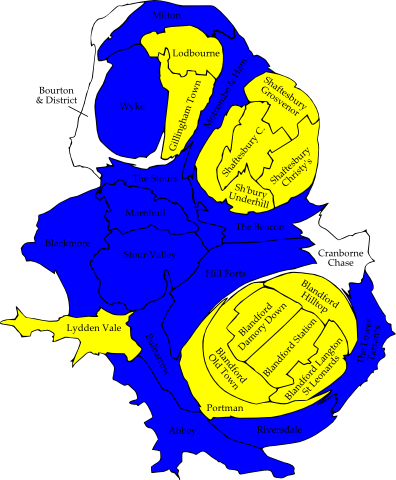 Milton
Lodbourne
Bourton
& District
Wyke
Gillingham Town
Motcombe & Ham
Shaftesbury
Grosvenor
Shaftesbury C.
Shaftesbury
Christy's
The Stours
Sh'bury
Underhill
Marnhull
The Beacon
Blackmore
Stour Valley
Cranborne
Chase
Hill Forts
Blandford
Hilltop
Lydden Vale
Blandford
Damory Down
Blandford Station
Bulbarrow
Blandford
Old Town
Blandford Langton
St Leonards
Portman
Abbey
Riversdale